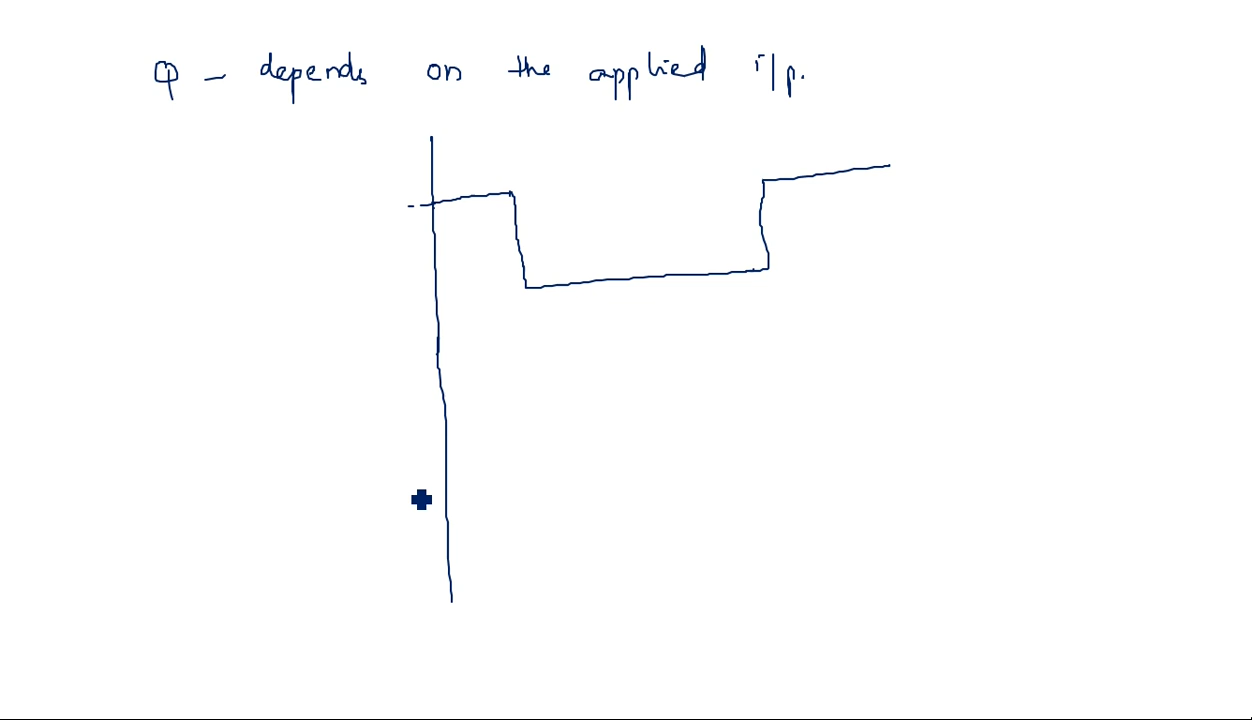 φ - depends on the applied i/p.